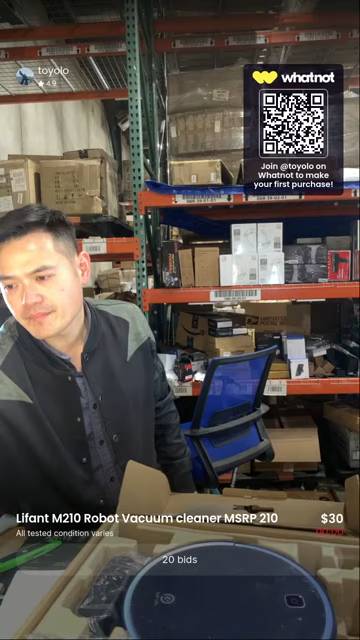 toyolo
4.9
whatnot
Join @toyolo on
Whatnot to make
your first purchase!
Lifant M210 Robot Vacuum cleaner MSRP 210
$30
All tested condition varies
20 bids